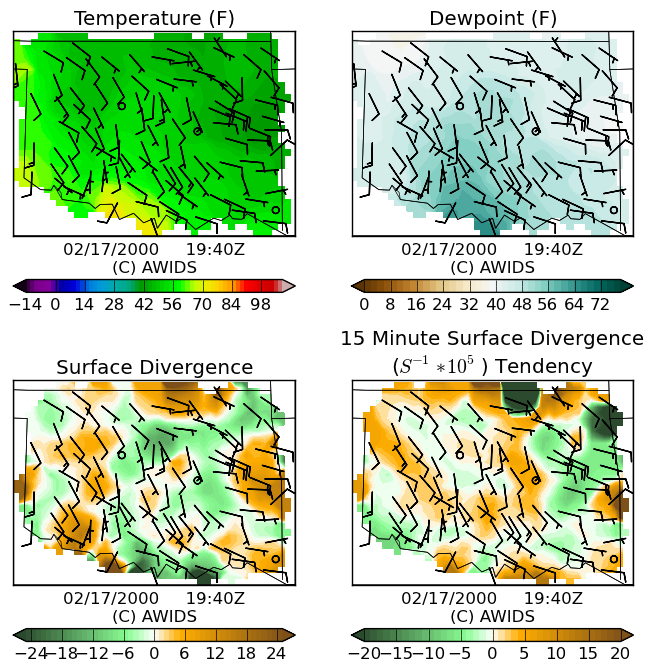 Temperature (F)
Dewpoint (F)
02/17/2000 19:40Z
(C) AWIDS
02/17/2000 19:40Z
(C) AWIDS
−14 0 14 28 42 56 70 84 98
0 8 16 24 32 40 48 56 64 72
Surface Divergence
15 Minute Surface Divergence
(S⁻¹ *10⁵ ) Tendency
02/17/2000 19:40Z
(C) AWIDS
02/17/2000 19:40Z
(C) AWIDS
−24 −18 −12 −6 0 6 12 18 24
−20 −15 −10 −5 0 5 10 15 20